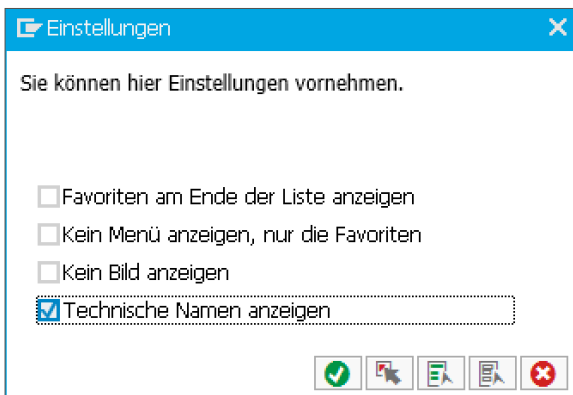 Einstellungen
Sie können hier Einstellungen vornehmen.
Favoriten am Ende der Liste anzeigen
Kein Menü anzeigen, nur die Favoriten
Kein Bild anzeigen
Technische Namen anzeigen